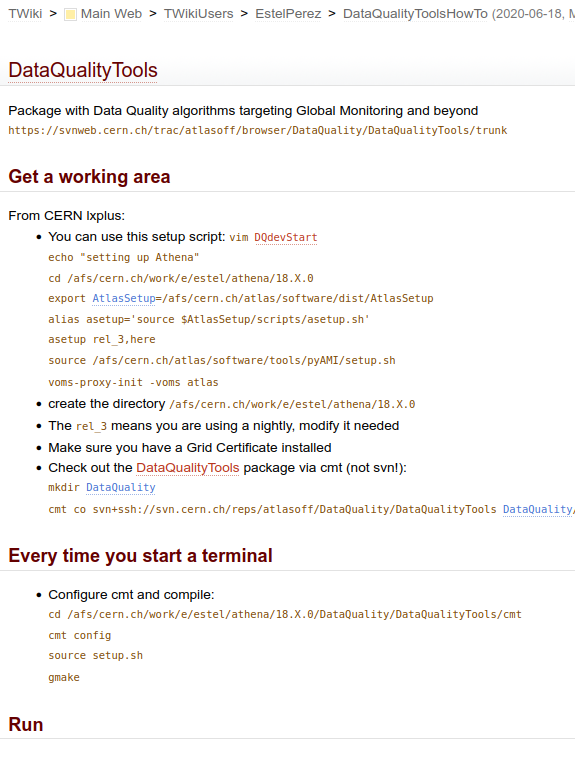 TWiki > Main Web > TWikiUsers > EstelPerez > DataQualityToolsHowTo (2020-06-18,
DataQualityTools
Package with Data Quality algorithms targeting Global Monitoring and beyond
https://svnweb.cern.ch/trac/atlasoff/browser/DataQuality/DataQualityTools/trunk
Get a working area
From CERN lxplus:
• You can use this setup script: vim DQdevStart
echo "setting up Athena"
cd /afs/cern.ch/work/e/estel/athena/18.X.0
export AtlasSetup=/afs/cern.ch/atlas/software/dist/AtlasSetup
alias asetup='source $AtlasSetup/scripts/asetup.sh'
asetup rel_3,here
source /afs/cern.ch/atlas/software/tools/pyAMI/setup.sh
voms-proxy-init -voms atlas
• create the directory /afs/cern.ch/work/e/estel/athena/18.X.0
• The rel_3 means you are using a nightly, modify it needed
• Make sure you have a Grid Certificate installed
• Check out the DataQualityTools package via cmt (not svn!):
mkdir DataQuality
cmt co svn+ssh://svn.cern.ch/reps/atlasoff/DataQuality/DataQualityTools DataQuality/
Every time you start a terminal
• Configure cmt and compile:
cd /afs/cern.ch/work/e/estel/athena/18.X.0/DataQuality/DataQualityTools/cmt
cmt config
source setup.sh
gmake
Run